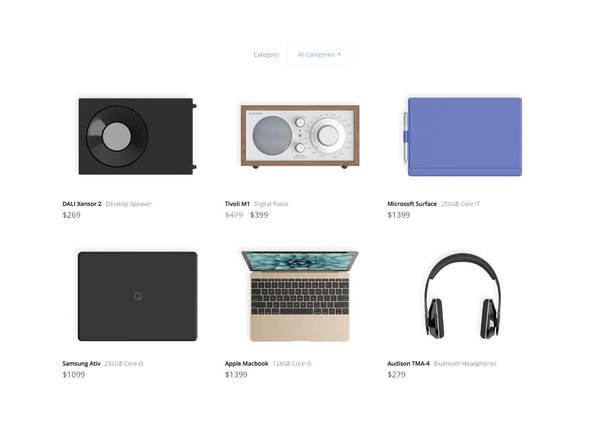 Category: All Categories
DALI Xensor 2 Desktop Speaker
$269
Tivoli M1 Digital Radio
$479 $399
Microsoft Surface 256GB Core i7
$1399
Samsung Ativ 256GB Core i5
$1099
Apple Macbook 128GB Core i5
$1399
Audison TMA-4 Bluetooth Headphones
$279